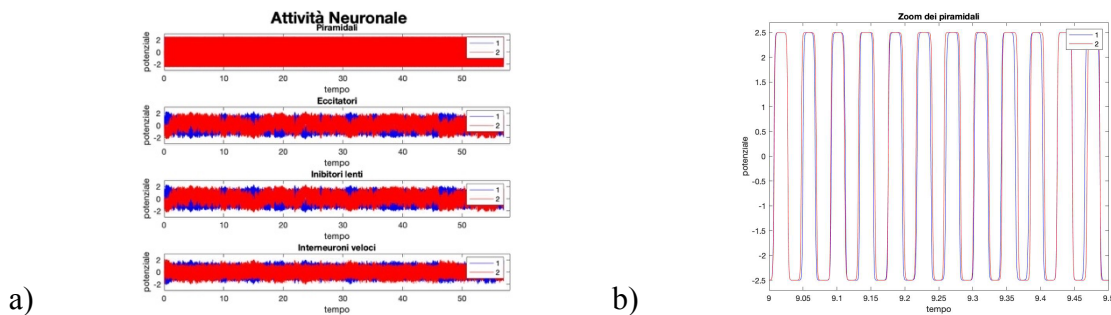 Attività Neuronale
Piramidali
potenziale
2
0
-2
1
2
0 10 20 30 40 50
tempo
Eccitatori
potenziale
2
0
-2
1
2
0 10 20 30 40 50
tempo
Inibitori lenti
potenziale
2
0
-2
1
2
0 10 20 30 40 50
tempo
Interneuroni veloci
potenziale
2
0
-2
1
2
0 10 20 30 40 50
tempo
a)
Zoom dei piramidali
potenziale
2.5
2
1.5
1
0.5
0
-0.5
-1
-1.5
-2
-2.5
1
2
9 9.05 9.1 9.15 9.2 9.25 9.3 9.35 9.4 9.45 9.5
tempo
b)